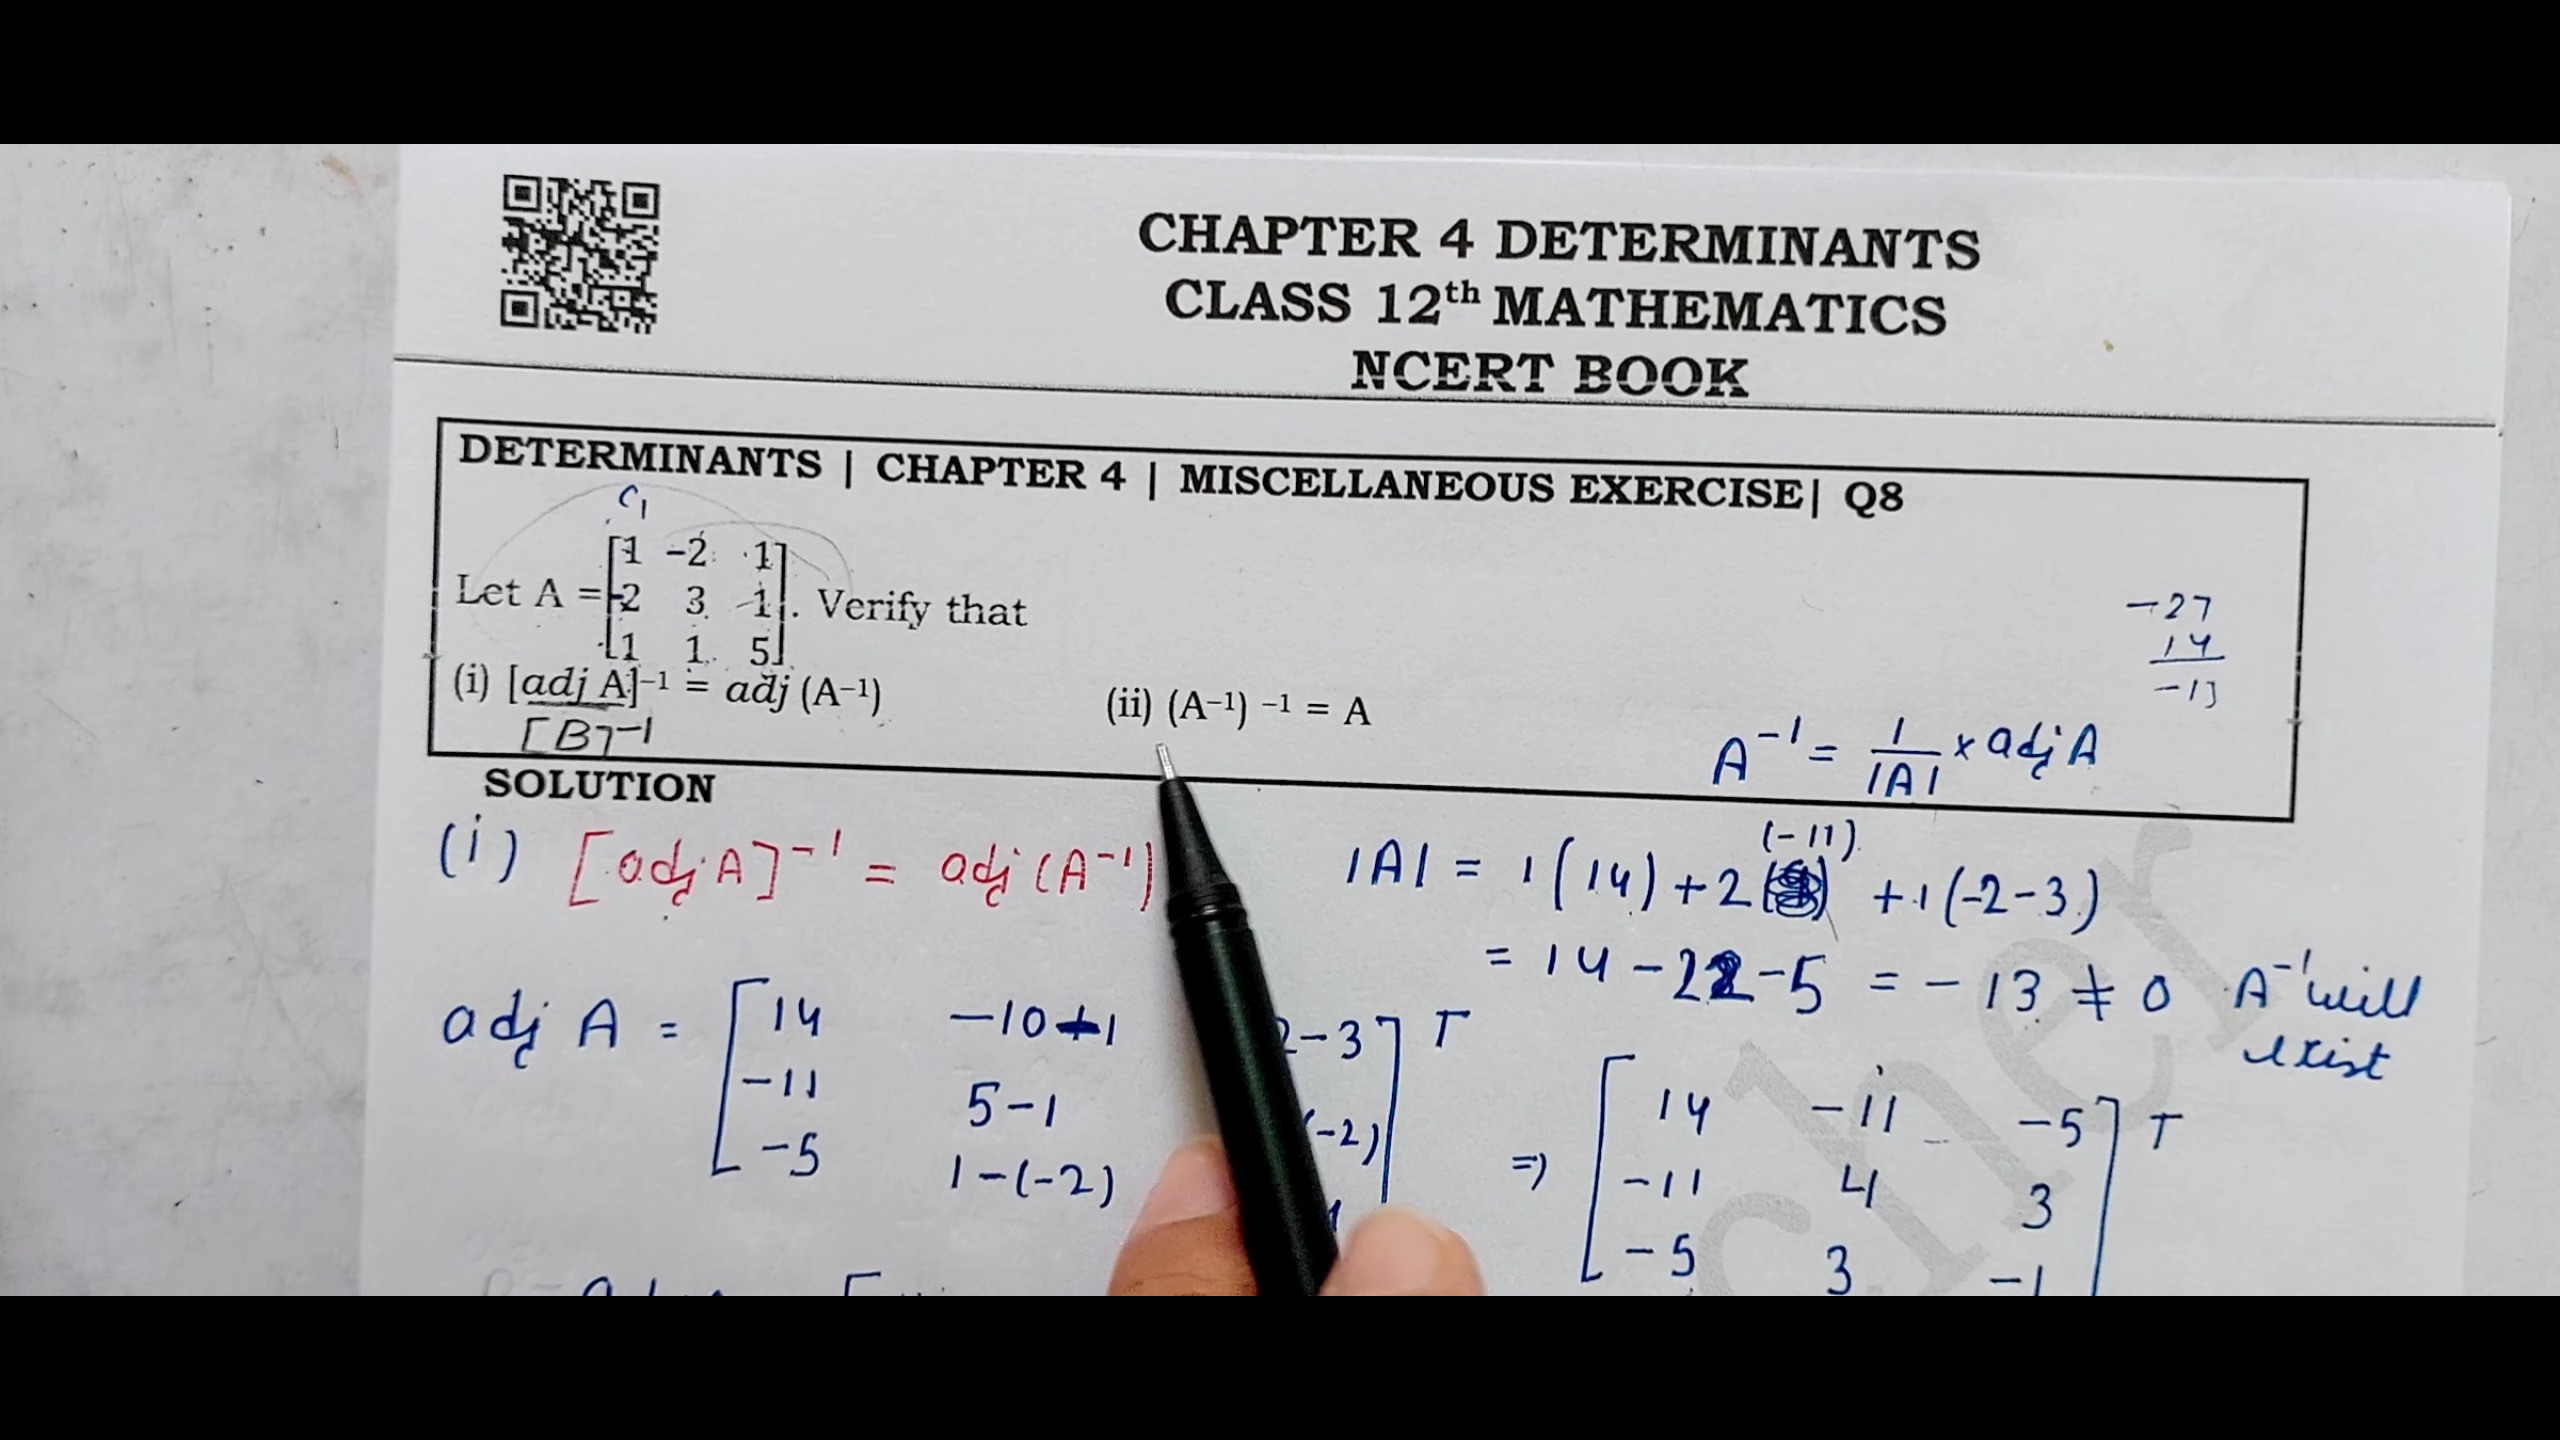 CHAPTER 4 DETERMINANTS
CLASS 12th MATHEMATICS
NCERT BOOK
DETERMINANTS | CHAPTER 4 | MISCELLANEOUS EXERCISE| Q8
C1
1 -2 1
Let A = -2 3 1 . Verify that
1 1 5
-27
14
-13
(i) [adj A]–1 = adj (A–1) (ii) (A–1) –1 = A
[B]-1
A-1 = 1/|A| × adj A
SOLUTION
(i) [adj A]-1 = adj (A-1)
|A| = 1(14) + 2(-11) + 1(-2-3)
= 14 - 22 - 5 = -13 ≠ 0 A-1 will exist
adj A = [14 -10-1 2-3] T
-11 5-1 (-2)
-5 1-(-2) 1
⇒ [14 -11 -5] T
-11 4 3
-5 3 -1
cher